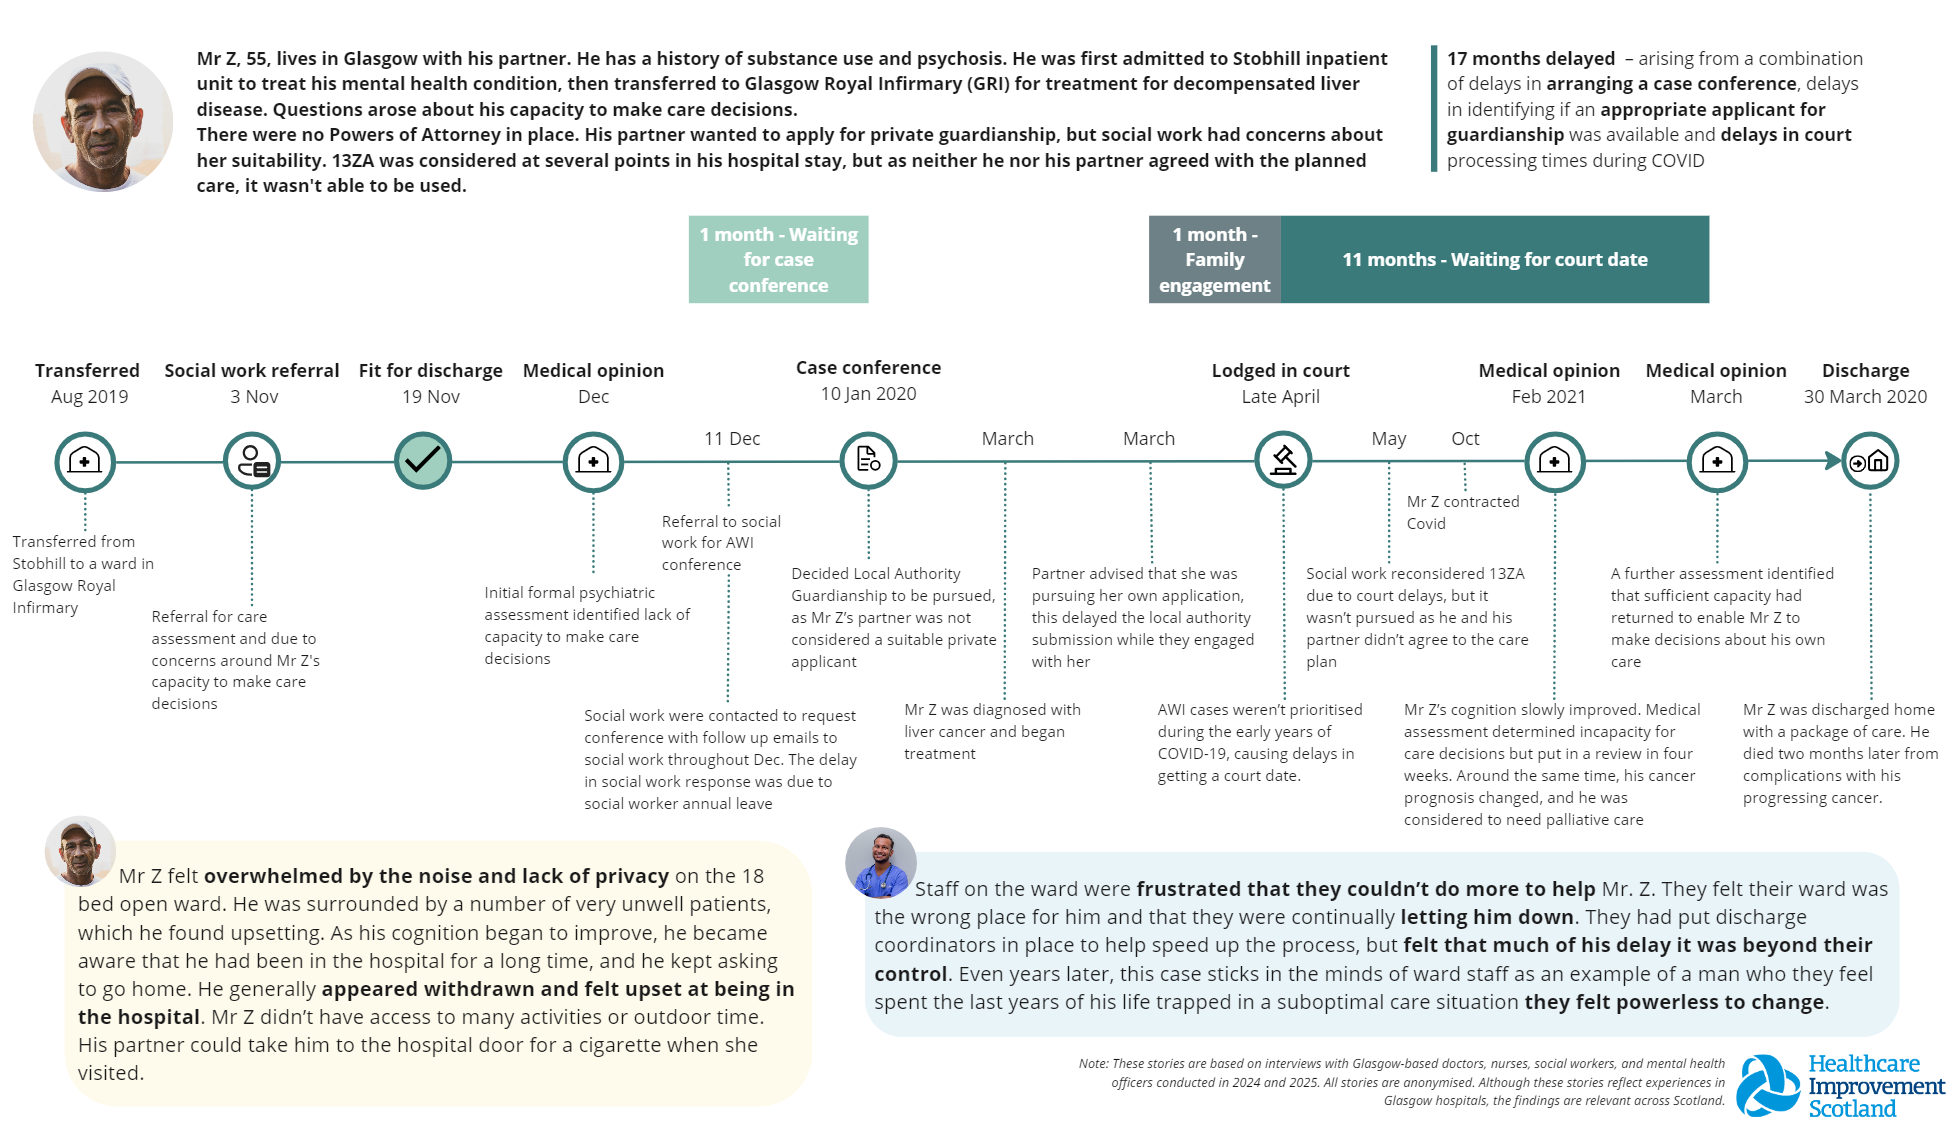 Mr Z, 55, lives in Glasgow with his partner. He has a history of substance use and psychosis. He was first admitted to Stobhill inpatient
unit to treat his mental health condition, then transferred to Glasgow Royal Infirmary (GRI) for treatment for decompensated liver
disease. Questions arose about his capacity to make care decisions.
There were no Powers of Attorney in place. His partner wanted to apply for private guardianship, but social work had concerns about
her suitability. 13ZA was considered at several points in his hospital stay, but as neither he nor his partner agreed with the planned
care, it wasn't able to be used.
17 months delayed – arising from a combination
of delays in arranging a case conference, delays
in identifying if an appropriate applicant for
guardianship was available and delays in court
processing times during COVID
1 month - Waiting
for case
conference
1 month -
Family
engagement
11 months - Waiting for court date
Transferred
Aug 2019
Social work referral
3 Nov
Fit for discharge
19 Nov
Medical opinion
Dec
11 Dec
Case conference
10 Jan 2020
March
March
Lodged in court
Late April
May
Oct
Medical opinion
Feb 2021
Medical opinion
March
Discharge
30 March 2020
Transferred from
Stobhill to a ward in
Glasgow Royal
Infirmary
Referral for care
assessment and due to
concerns around Mr Z's
capacity to make care
decisions
Initial formal psychiatric
assessment identified lack of
capacity to make care
decisions
Referral to social
work for AWI
conference
Social work were contacted to request
conference with follow up emails to
social work throughout Dec. The delay
in social work response was due to
social worker annual leave
Decided Local Authority
Guardianship to be pursued,
as Mr Z’s partner was not
considered a suitable private
applicant
Mr Z was diagnosed with
liver cancer and began
treatment
Partner advised that she was
pursuing her own application,
this delayed the local authority
submission while they engaged
with her
AWI cases weren’t prioritised
during the early years of
COVID-19, causing delays in
getting a court date.
Social work reconsidered 13ZA
due to court delays, but it
wasn’t pursued as he and his
partner didn’t agree to the care
plan
Mr Z contracted
Covid
Mr Z’s cognition slowly improved. Medical
assessment determined incapacity for
care decisions but put in a review in four
weeks. Around the same time, his cancer
prognosis changed, and he was
considered to need palliative care
A further assessment identified
that sufficient capacity had
returned to enable Mr Z to
make decisions about his own
care
Mr Z was discharged home
with a package of care. He
died two months later from
complications with his
progressing cancer.
Mr Z felt overwhelmed by the noise and lack of privacy on the 18
bed open ward. He was surrounded by a number of very unwell patients,
which he found upsetting. As his cognition began to improve, he became
aware that he had been in the hospital for a long time, and he kept asking
to go home. He generally appeared withdrawn and felt upset at being in
the hospital. Mr Z didn’t have access to many activities or outdoor time.
His partner could take him to the hospital door for a cigarette when she
visited.
Staff on the ward were frustrated that they couldn’t do more to help Mr. Z. They felt their ward was
the wrong place for him and that they were continually letting him down. They had put discharge
coordinators in place to help speed up the process, but felt that much of his delay it was beyond their
control. Even years later, this case sticks in the minds of ward staff as an example of a man who they feel
spent the last years of his life trapped in a suboptimal care situation they felt powerless to change.
Note: These stories are based on interviews with Glasgow-based doctors, nurses, social workers, and mental health
officers conducted in 2024 and 2025. All stories are anonymised. Although these stories reflect experiences in
Glasgow hospitals, the findings are relevant across Scotland.
Healthcare
Improvement
Scotland